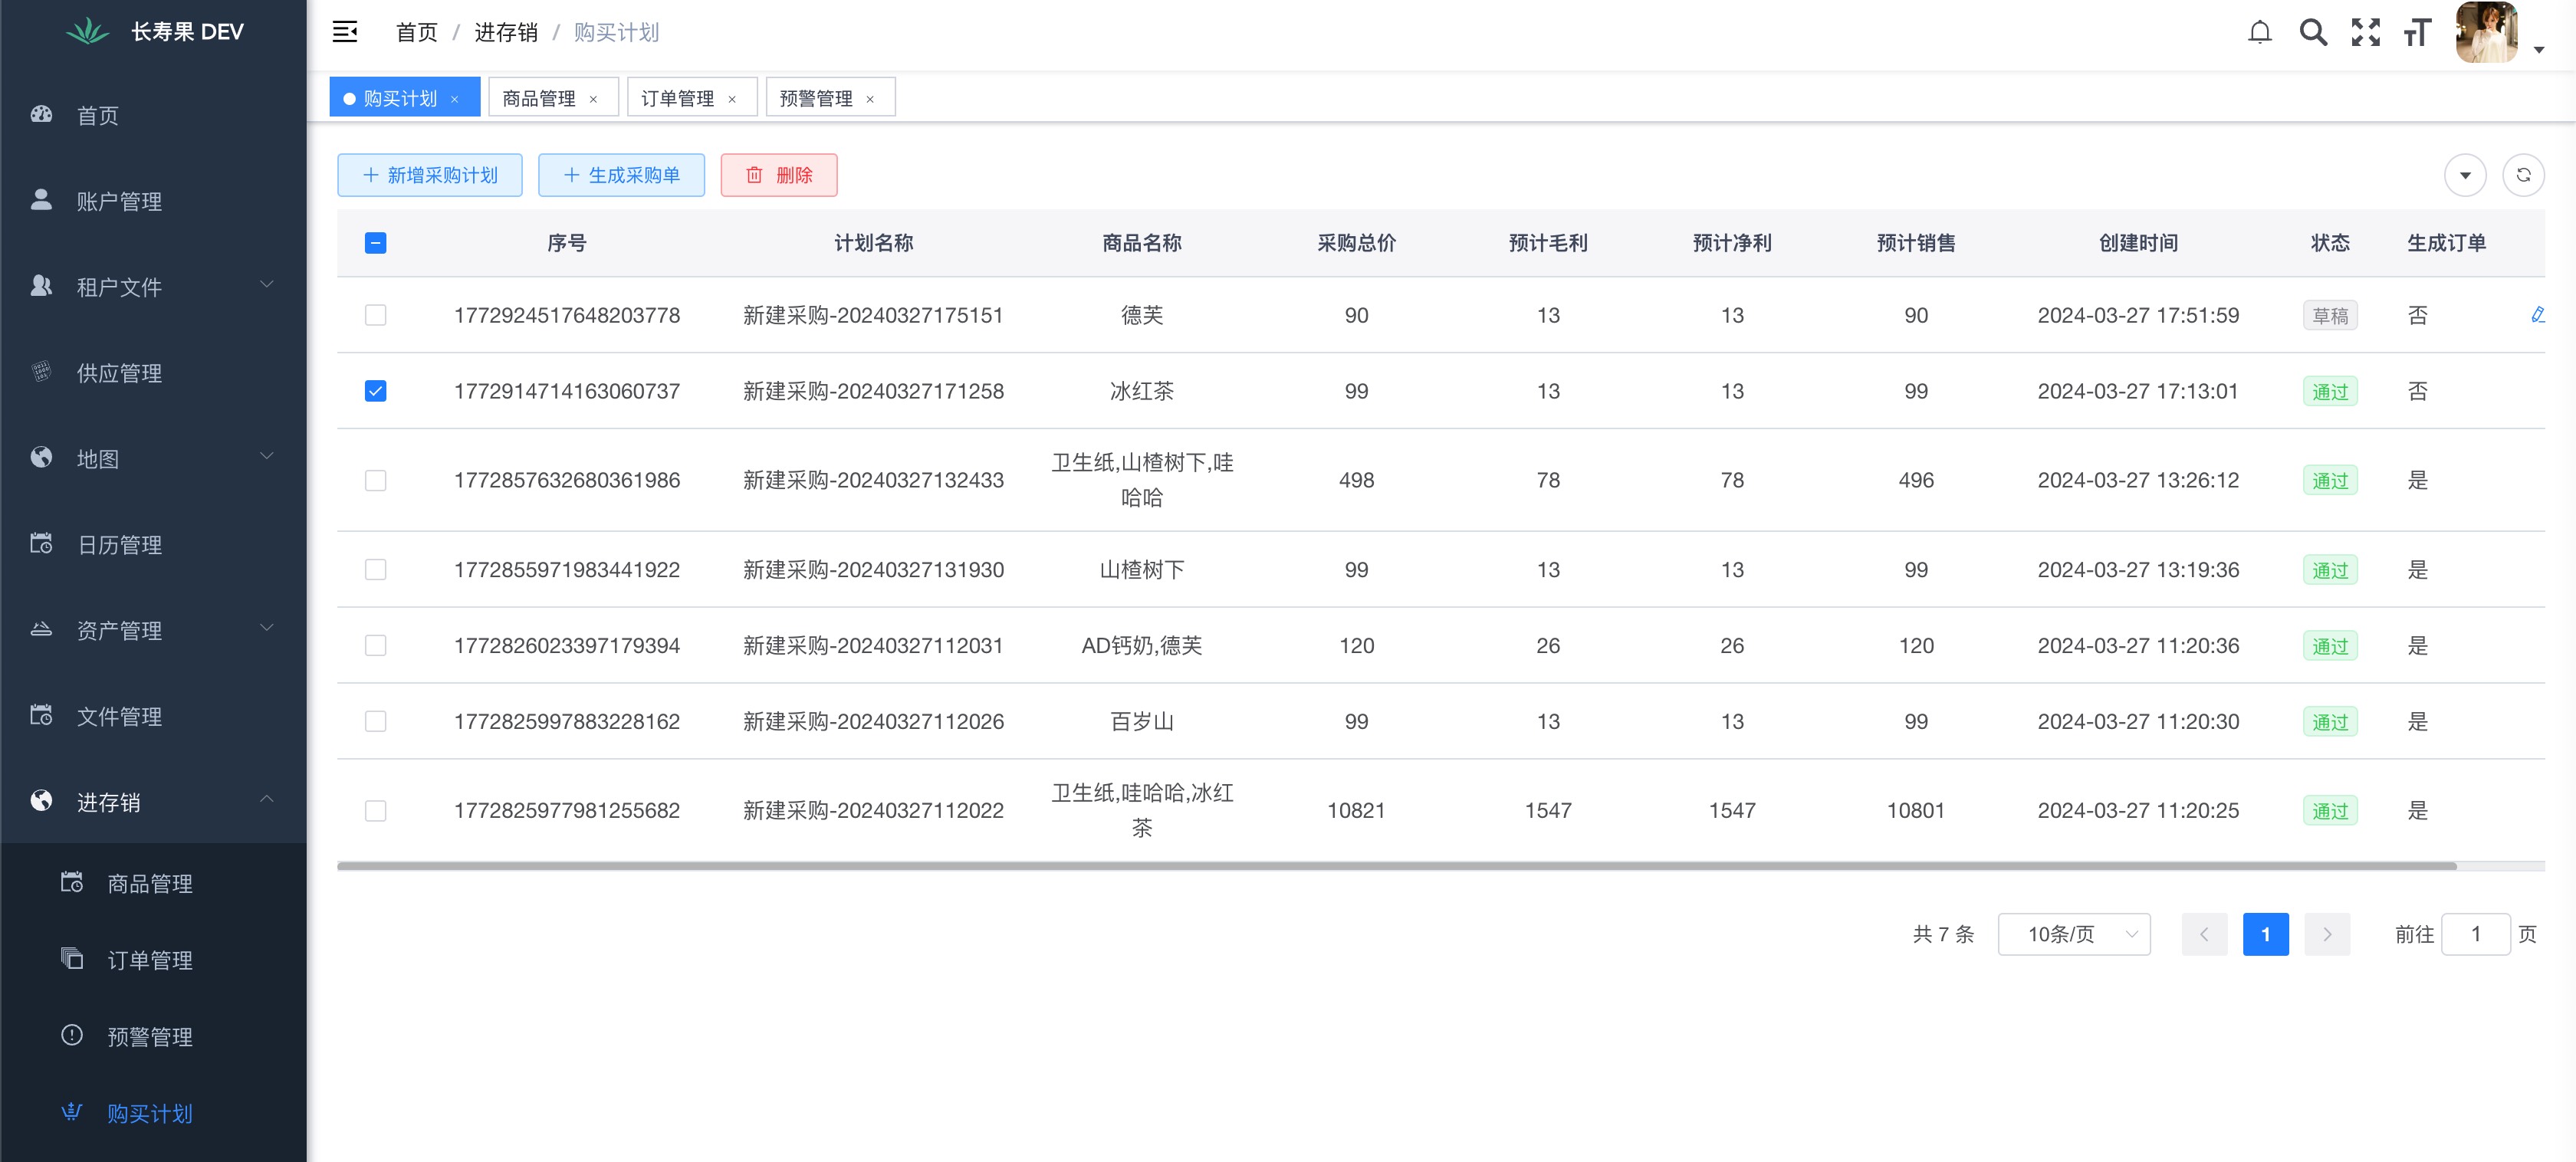 长寿果 DEV
首页 / 进存销 / 购买计划
购买计划 ×
商品管理 ×
订单管理 ×
预警管理 ×
首页
账户管理
租户文件
供应管理
地图
日历管理
资产管理
文件管理
进存销
商品管理
订单管理
预警管理
购买计划
+ 新增采购计划
+ 生成采购单
删除
序号 计划名称 商品名称 采购总价 预计毛利 预计净利 预计销售 创建时间 状态 生成订单
1772924517648203778 新建采购-20240327175151 德芙 90 13 13 90 2024-03-27 17:51:59 草稿 否
1772914714163060737 新建采购-20240327171258 冰红茶 99 13 13 99 2024-03-27 17:13:01 通过 否
1772857632680361986 新建采购-20240327132433 卫生纸,山楂树下,哇
哈哈 498 78 78 496 2024-03-27 13:26:12 通过 是
1772855971983441922 新建采购-20240327131930 山楂树下 99 13 13 99 2024-03-27 13:19:36 通过 是
1772826023397179394 新建采购-20240327112031 AD钙奶,德芙 120 26 26 120 2024-03-27 11:20:36 通过 是
1772825997883228162 新建采购-20240327112026 百岁山 99 13 13 99 2024-03-27 11:20:30 通过 是
1772825977981255682 新建采购-20240327112022 卫生纸,哇哈哈,冰红
茶 10821 1547 1547 10801 2024-03-27 11:20:25 通过 是
共 7 条 10条/页 1 前往 1 页